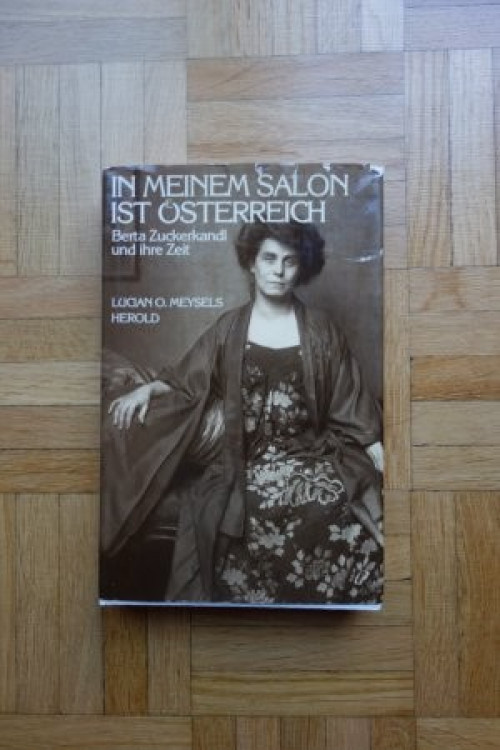 IN MEINEM SALON
IST ÖSTERREICH
Berta Zuckerkandl
und ihre Zeit
LUCIAN O. MEYSELS
HEROLD